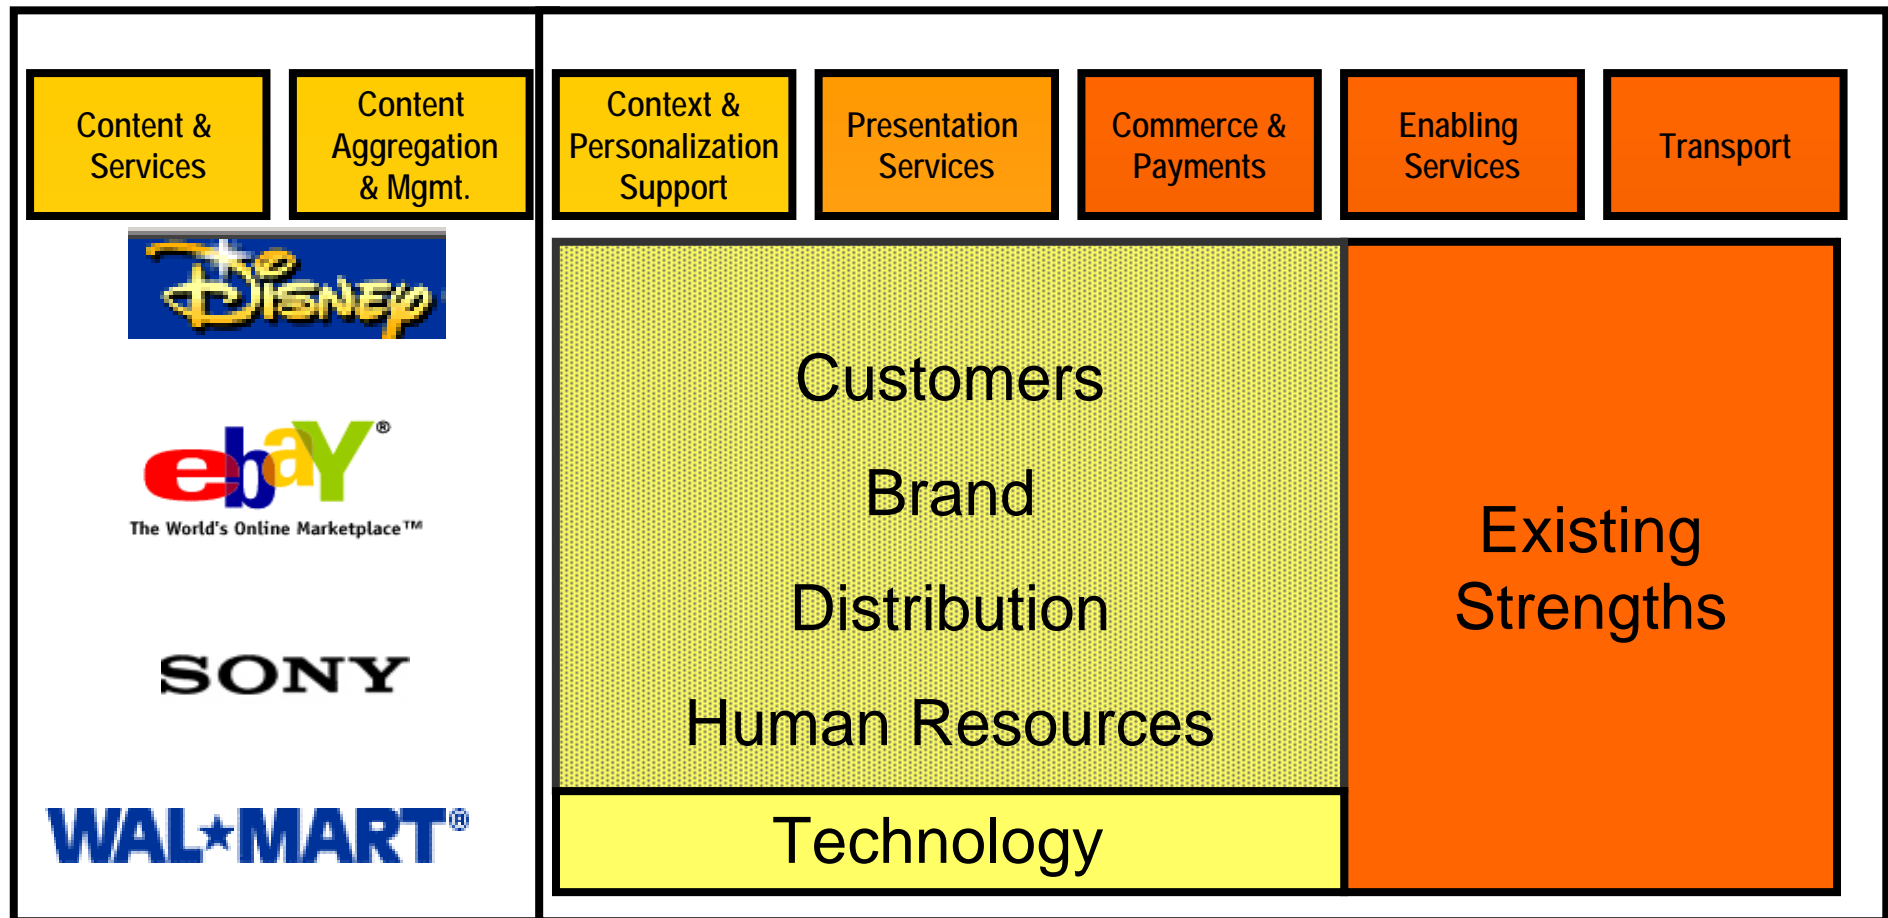 Content &
Services
Content
Aggregation
& Mgmt.
Context &
Personalization
Support
Presentation
Services
Commerce &
Payments
Enabling
Services
Transport
Disney
ebaY®
The World's Online Marketplace™
SONY
WAL★MART®
Customers
Brand
Distribution
Human Resources
Technology
Existing
Strengths